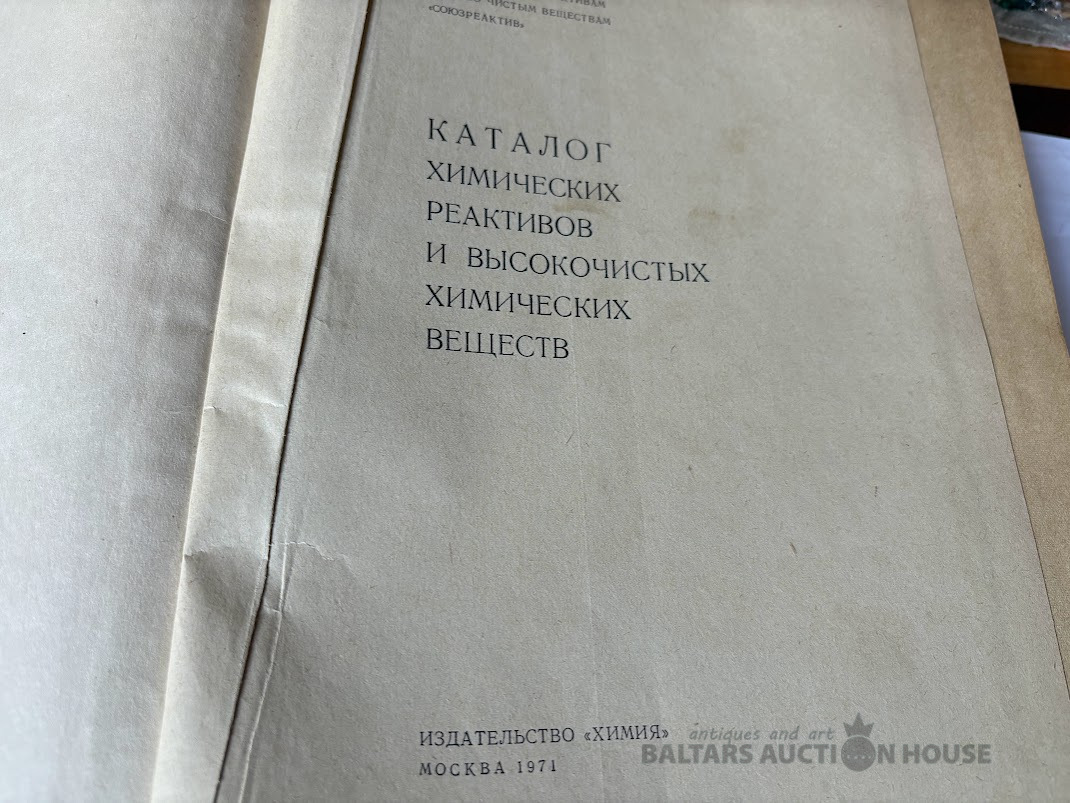 ЧИСТЫМ ВЕЩЕСТВАМ
«СОЮЗРЕАКТИВ»
КАТАЛОГ
ХИМИЧЕСКИХ
РЕАКТИВОВ
И ВЫСОКОЧИСТЫХ
ХИМИЧЕСКИХ
ВЕЩЕСТВ
ИЗДАТЕЛЬСТВО «ХИМИЯ»
МОСКВА 1971
antiques and art
BALTARS AUCTION HOUSE